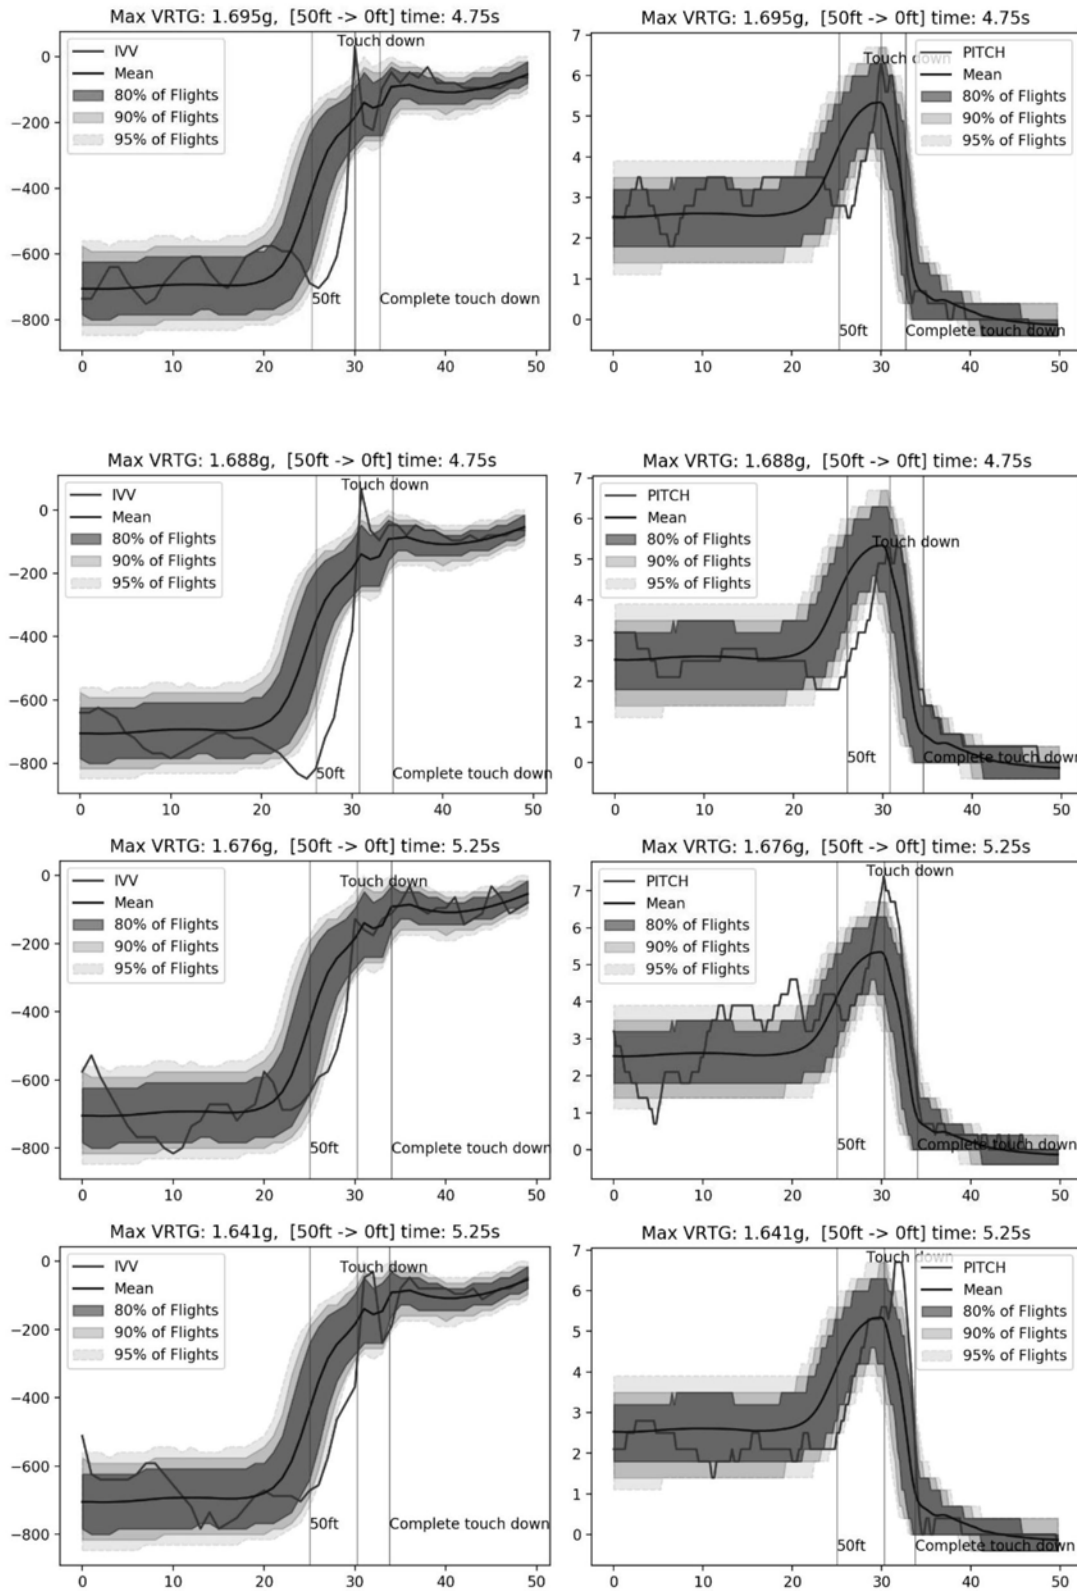 Max VRTG: 1.695g, [50ft -> 0ft] time: 4.75s
Touch down
IVV
Mean
80% of Flights
90% of Flights
95% of Flights
0
−200
−400
−600
−800
50ft
Complete touch down
0 10 20 30 40 50
Max VRTG: 1.695g, [50ft -> 0ft] time: 4.75s
Touch down
PITCH
Mean
80% of Flights
90% of Flights
95% of Flights
7
6
5
4
3
2
1
0
50ft
Complete touch down
0 10 20 30 40 50
Max VRTG: 1.688g, [50ft -> 0ft] time: 4.75s
Touch down
IVV
Mean
80% of Flights
90% of Flights
95% of Flights
0
−200
−400
−600
−800
50ft
Complete touch down
0 10 20 30 40 50
Max VRTG: 1.688g, [50ft -> 0ft] time: 4.75s
PITCH
Mean
80% of Flights
90% of Flights
95% of Flights
Touch down
7
6
5
4
3
2
1
0
50ft
Complete touch down
0 10 20 30 40 50
Max VRTG: 1.676g, [50ft -> 0ft] time: 5.25s
Touch down
IVV
Mean
80% of Flights
90% of Flights
95% of Flights
0
−200
−400
−600
−800
50ft
Complete touch down
0 10 20 30 40 50
Max VRTG: 1.676g, [50ft -> 0ft] time: 5.25s
Touch down
PITCH
Mean
80% of Flights
90% of Flights
95% of Flights
7
6
5
4
3
2
1
0
50ft
Complete touch down
0 10 20 30 40 50
Max VRTG: 1.641g, [50ft -> 0ft] time: 5.25s
Touch down
IVV
Mean
80% of Flights
90% of Flights
95% of Flights
0
−200
−400
−600
−800
50ft
Complete touch down
0 10 20 30 40 50
Max VRTG: 1.641g, [50ft -> 0ft] time: 5.25s
Touch down
PITCH
Mean
80% of Flights
90% of Flights
95% of Flights
7
6
5
4
3
2
1
0
50ft
Complete touch down
0 10 20 30 40 50